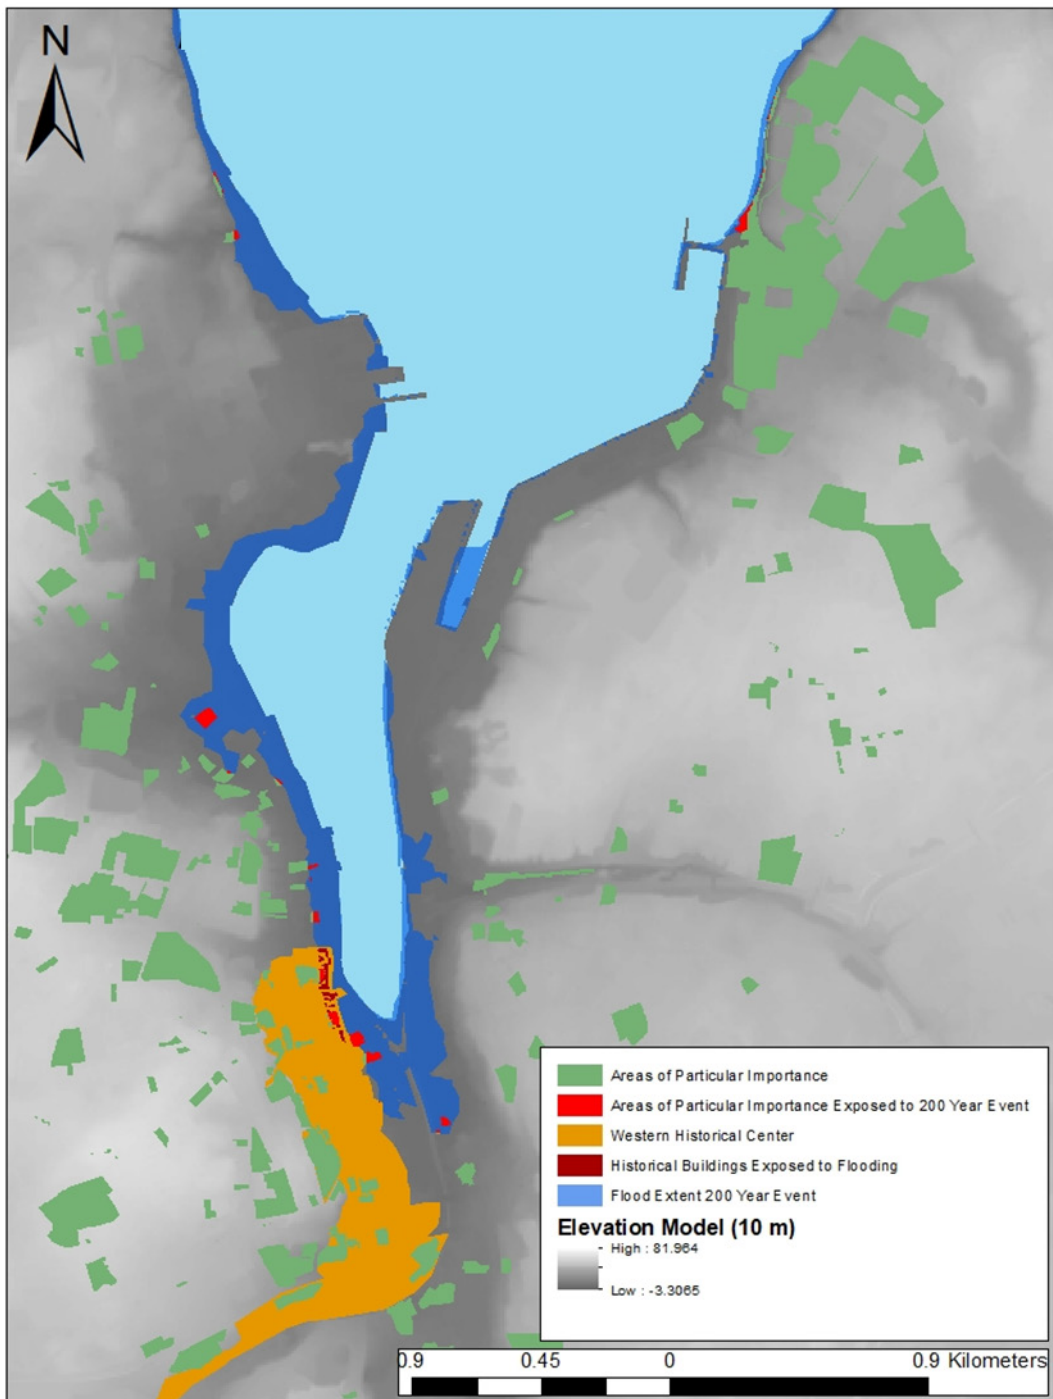 N
Areas of Particular Importance
Areas of Particular Importance Exposed to 200 Year Event
Western Historical Center
Historical Buildings Exposed to Flooding
Flood Extent 200 Year Event
Elevation Model (10 m)
High : 81.964
Low : -3.3065
0.9 0.45 0 0.9 Kilometers